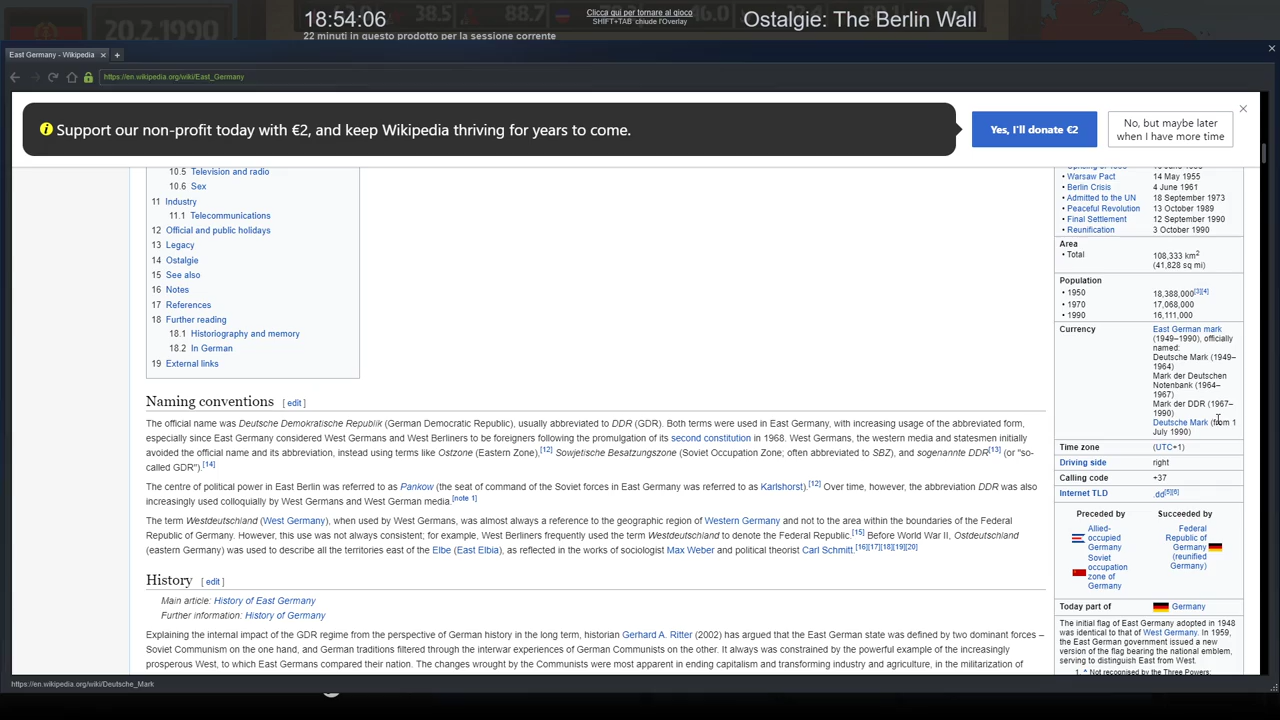 20.2.1990
38.5
88.7
18:54:06
22 minuti in questo prodotto per la sessione corrente
Clicca qui per tornare al gioco
SHIFT+TAB chiude l'Overlay
Ostalgie: The Berlin Wall
East Germany - Wikipedia
https://en.wikipedia.org/wiki/East_Germany
Support our non-profit today with €2, and keep Wikipedia thriving for years to come.
Yes, I'll donate €2
No, but maybe later
when I have more time
10.5 Television and radio
10.6 Sex
11 Industry
11.1 Telecommunications
12 Official and public holidays
13 Legacy
14 Ostalgie
15 See also
16 Notes
17 References
18 Further reading
18.1 Historiography and memory
18.2 In German
19 External links
Naming conventions [ edit ]
The official name was Deutsche Demokratische Republik (German Democratic Republic), usually abbreviated to DDR (GDR). Both terms were used in East Germany, with increasing usage of the abbreviated form,
especially since East Germany considered West Germans and West Berliners to be foreigners following the promulgation of its second constitution in 1968. West Germans, the western media and statesmen initially
avoided the official name and its abbreviation, instead using terms like Ostzone (Eastern Zone),[12] Sowjetische Besatzungszone (Soviet Occupation Zone; often abbreviated to SBZ), and sogenannte DDR[13] (or "so-
called GDR").[14]
The centre of political power in East Berlin was referred to as Pankow (the seat of command of the Soviet forces in East Germany was referred to as Karlshorst).[12] Over time, however, the abbreviation DDR was also
increasingly used colloquially by West Germans and West German media.[note 1]
The term Westdeutschland (West Germany), when used by West Germans, was almost always a reference to the geographic region of Western Germany and not to the area within the boundaries of the Federal
Republic of Germany. However, this use was not always consistent; for example, West Berliners frequently used the term Westdeutschland to denote the Federal Republic.[15] Before World War II, Ostdeutschland
(eastern Germany) was used to describe all the territories east of the Elbe (East Elbia), as reflected in the works of sociologist Max Weber and political theorist Carl Schmitt.[16][17][18][19][20]
History [ edit ]
Main article: History of East Germany
Further information: History of Germany
Explaining the internal impact of the GDR regime from the perspective of German history in the long term, historian Gerhard A. Ritter (2002) has argued that the East German state was defined by two dominant forces –
Soviet Communism on the one hand, and German traditions filtered through the interwar experiences of German Communists on the other. It always was constrained by the powerful example of the increasingly
prosperous West, to which East Germans compared their nation. The changes wrought by the Communists were most apparent in ending capitalism and transforming industry and agriculture, in the militarization of
• Warsaw Pact 14 May 1955
• Berlin Crisis 4 June 1961
• Admitted to the UN 18 September 1973
• Peaceful Revolution 13 October 1989
• Final Settlement 12 September 1990
• Reunification 3 October 1990
Area
• Total 108,333 km2
(41,828 sq mi)
Population
• 1950 18,388,000[3][4]
• 1970 17,068,000
• 1990 16,111,000
Currency East German mark
(1949–1990), officially
named:
Deutsche Mark (1949–
1964)
Mark der Deutschen
Notenbank (1964–
1967)
Mark der DDR (1967–
1990)
Deutsche Mark (from 1
July 1990)
Time zone (UTC+1)
Driving side right
Calling code +37
Internet TLD .dd[5][6]
Preceded by
Allied-
occupied
Germany
Soviet
occupation
zone of
Germany
Succeeded by
Federal
Republic of
Germany
(reunified
Germany)
Today part of Germany
The initial flag of East Germany adopted in 1948
was identical to that of West Germany. In 1959,
the East German government issued a new
version of the flag bearing the national emblem,
serving to distinguish East from West.
1. ^ Not recognised by the Three Powers:
https://en.wikipedia.org/wiki/Deutsche_Mark